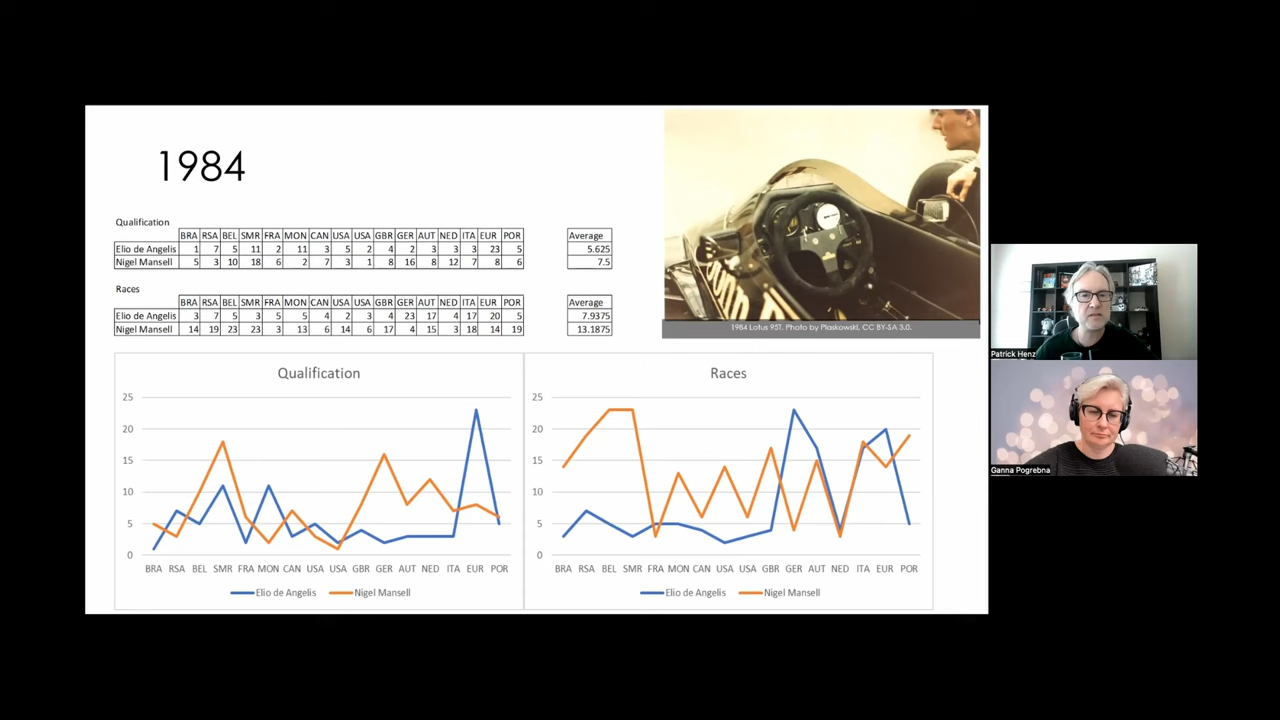 1984
Qualification
BRA RSA BEL SMR FRA MON CAN USA USA GBR GER AUT NED ITA EUR POR Average
Elio de Angelis 1 7 5 11 2 11 3 5 2 4 2 3 3 3 23 5 5.625
Nigel Mansell 5 3 10 18 6 2 7 3 1 8 16 8 12 7 8 6 7.5
Races
BRA RSA BEL SMR FRA MON CAN USA USA GBR GER AUT NED ITA EUR POR Average
Elio de Angelis 3 7 5 3 5 5 4 2 3 4 23 17 4 17 20 5 7.9375
Nigel Mansell 14 19 23 23 3 13 6 14 6 17 4 15 3 18 14 19 13.1875
1984 Lotus 95T. Photo by Plaskowski, CC BY-SA 3.0.
Qualification
25
20
15
10
5
0
BRA RSA BEL SMR FRA MON CAN USA USA GBR GER AUT NED ITA EUR POR
Elio de Angelis Nigel Mansell
Races
25
20
15
10
5
0
BRA RSA BEL SMR FRA MON CAN USA USA GBR GER AUT NED ITA EUR POR
Elio de Angelis Nigel Mansell
Patrick Henz
Ganna Pogrebna